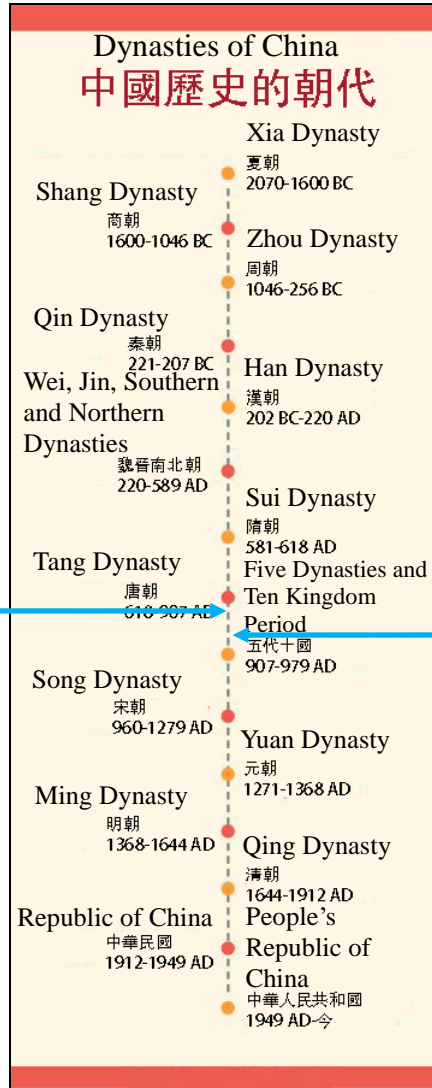 Dynasties of China
中國歷史的朝代
Xia Dynasty
夏朝
2070-1600 BC
Shang Dynasty
商朝
1600-1046 BC
Zhou Dynasty
周朝
1046-256 BC
Qin Dynasty
秦朝
221-207 BC
Han Dynasty
漢朝
202 BC-220 AD
Wei, Jin, Southern
and Northern
Dynasties
魏晉南北朝
220-589 AD
Sui Dynasty
隋朝
581-618 AD
Tang Dynasty
唐朝
618-907 AD
Five Dynasties and
Ten Kingdom
Period
五代十國
907-979 AD
Song Dynasty
宋朝
960-1279 AD
Yuan Dynasty
元朝
1271-1368 AD
Ming Dynasty
明朝
1368-1644 AD
Qing Dynasty
清朝
1644-1912 AD
Republic of China
中華民國
1912-1949 AD
People's
Republic of
China
中華人民共和國
1949 AD-今